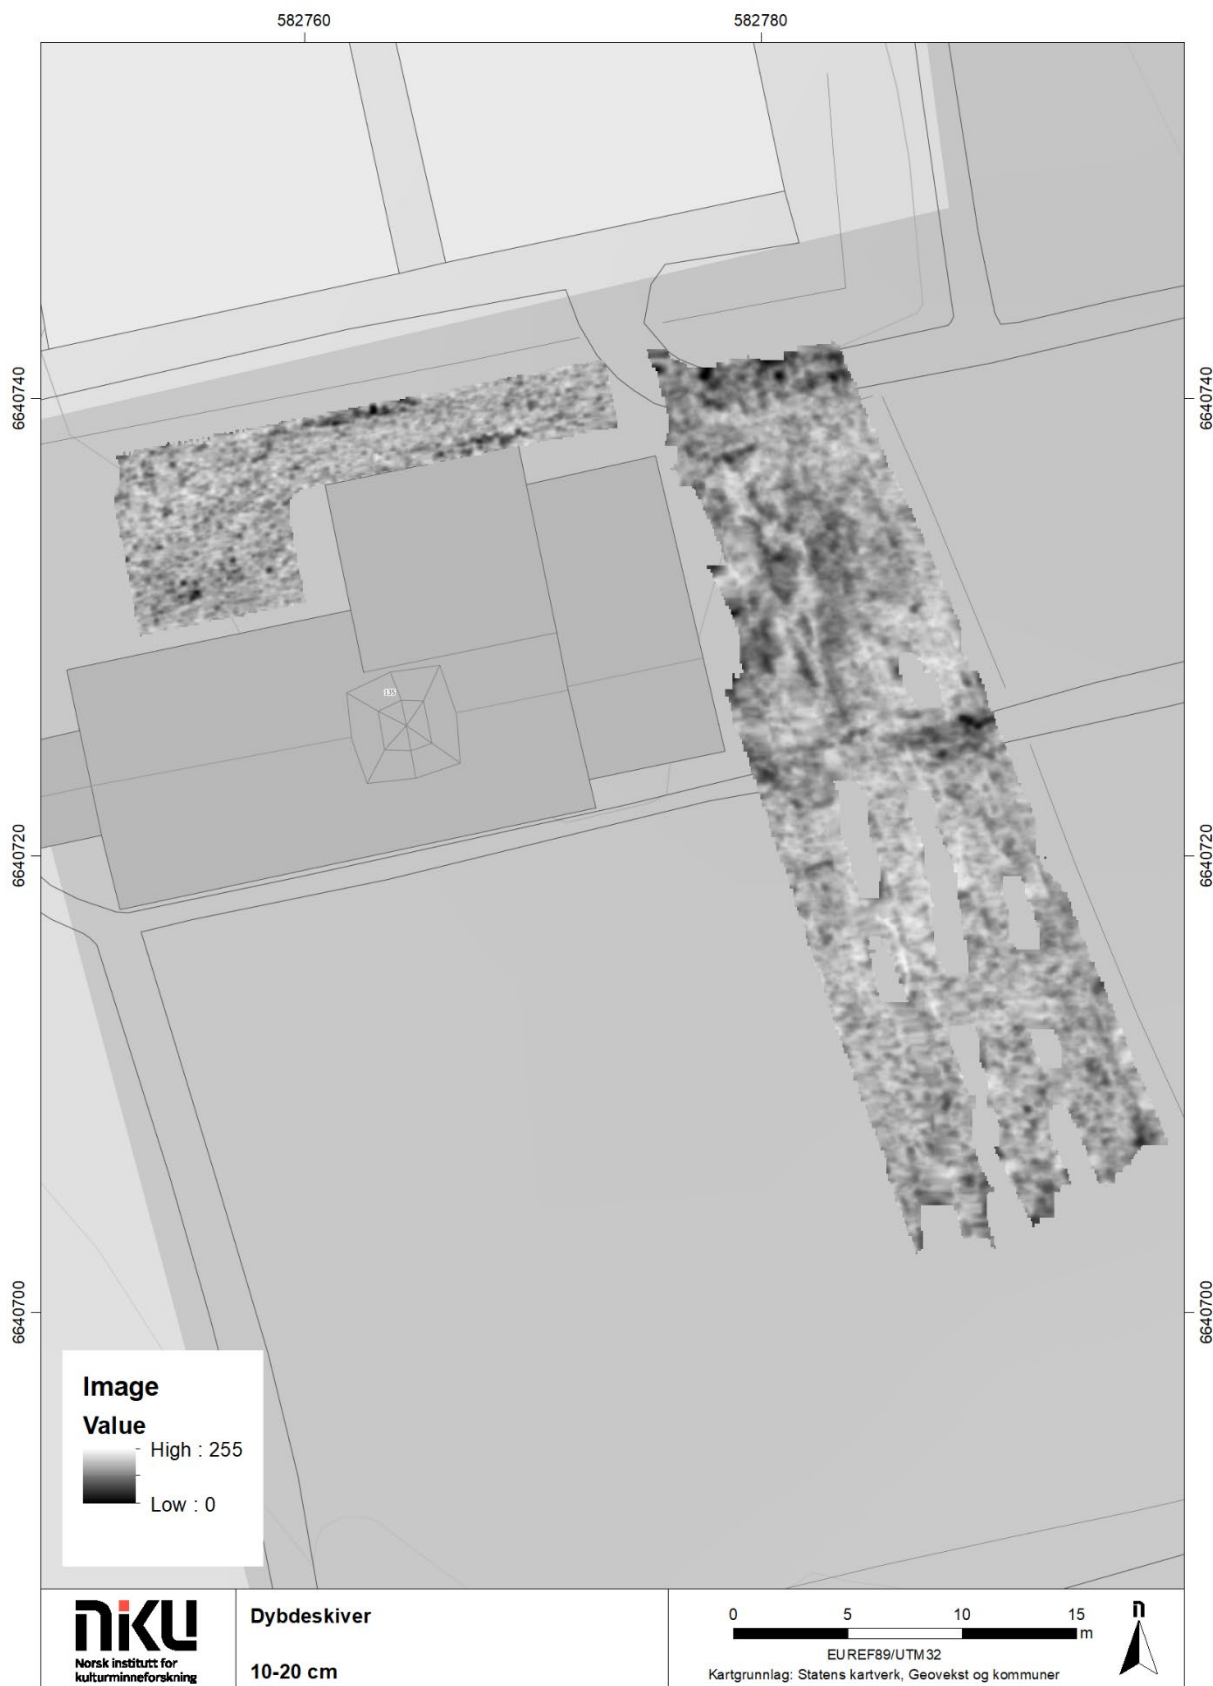 582760
582780
6640740
6640740
135
6640720
6640720
6640700
6640700
Image
Value
High : 255
Low : 0
NIKU
Norsk institutt for
kulturminneforskning
Dybdeskiver
10-20 cm
0 5 10 15
m
EUREF89/UTM32
Kartgrunnlag: Statens kartverk, Geovekst og kommuner
n